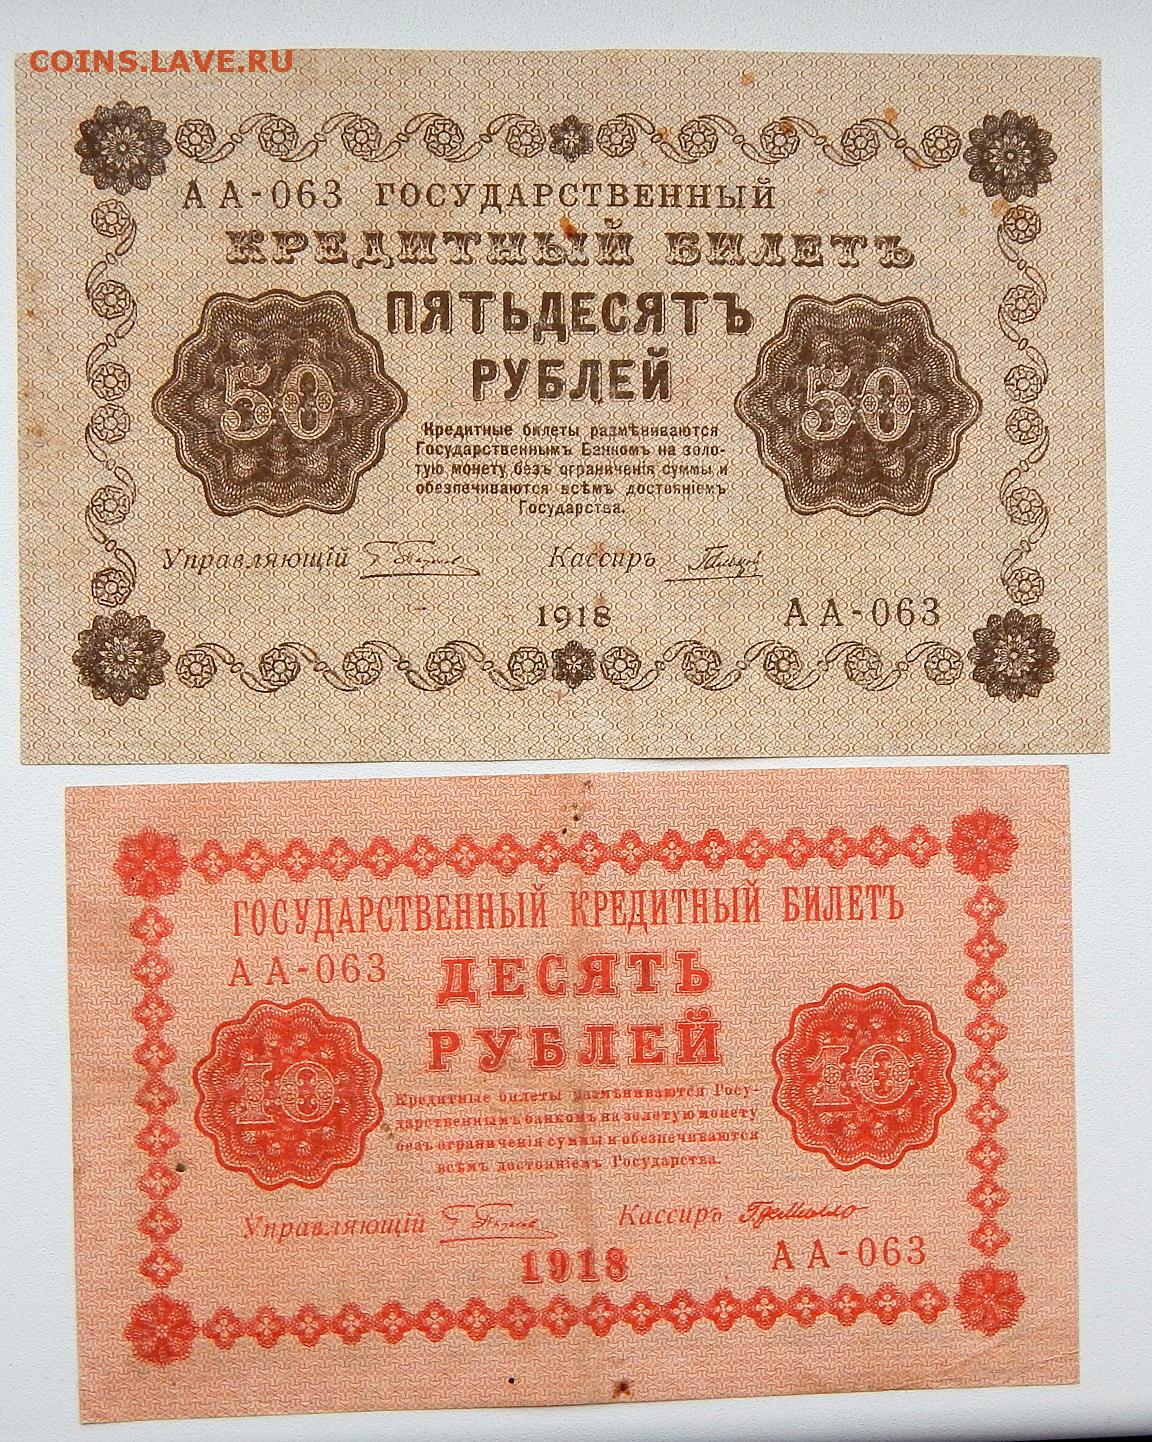 COINS.LAVE.RU
АА-063 ГОСУДАРСТВЕННЫЙ
КРЕДИТНЫЙ БИЛЕТЪ
ПЯТЬДЕСЯТЪ
РУБЛЕЙ
50
50
Кредитные билеты размѣниваются
Государственнымъ Банкомъ на золо-
тую монету безъ ограниченія суммы и
обезпечиваются всѣмъ достояніемъ
Государства.
Управляющій
Кассиръ
1918
АА-063
ГОСУДАРСТВЕННЫЙ КРЕДИТНЫЙ БИЛЕТЪ
АА-063
ДЕСЯТЬ
РУБЛЕЙ
10
10
Кредитные билеты размѣниваются Госу-
дарственнымъ банкомъ на золотую монету
безъ ограниченія суммы и обезпечиваются
всѣмъ достояніемъ Государства.
Управляющій
Кассиръ
1918
АА-063